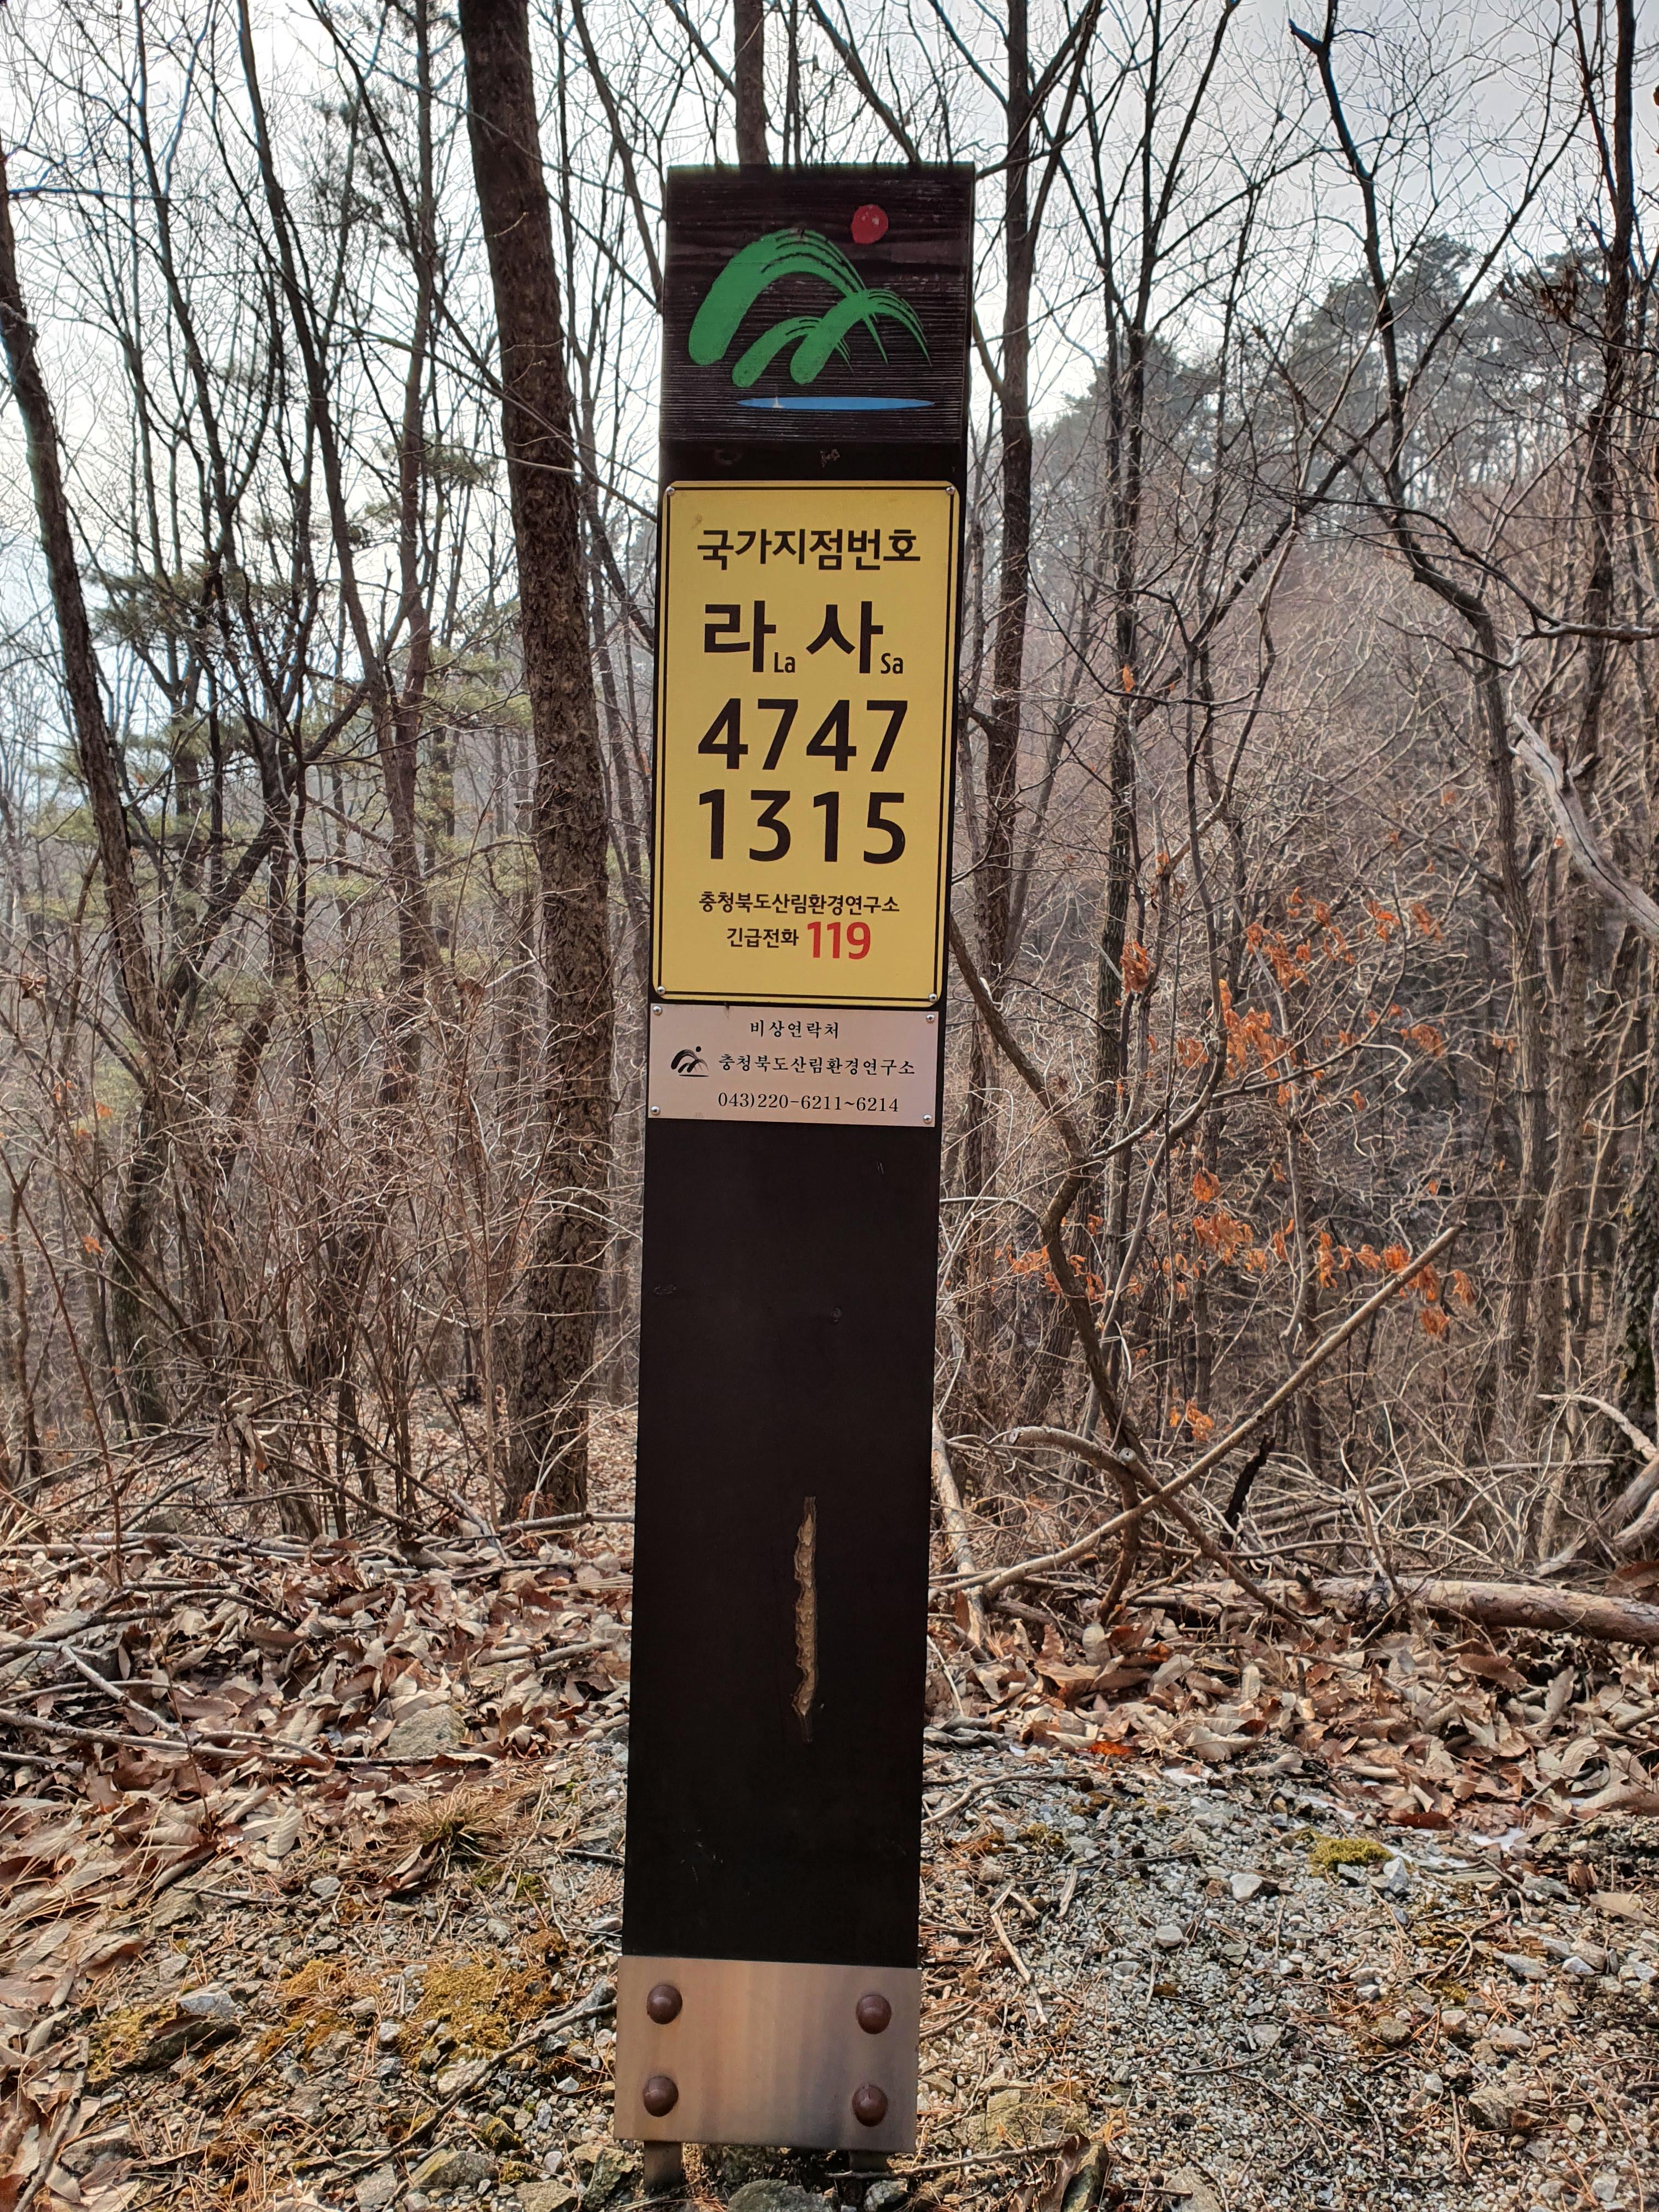 국가지점번호
라La 사Sa
4747
1315
충청북도산림환경연구소
긴급전화 119
비상연락처
충청북도산림환경연구소
043)220-6211~6214